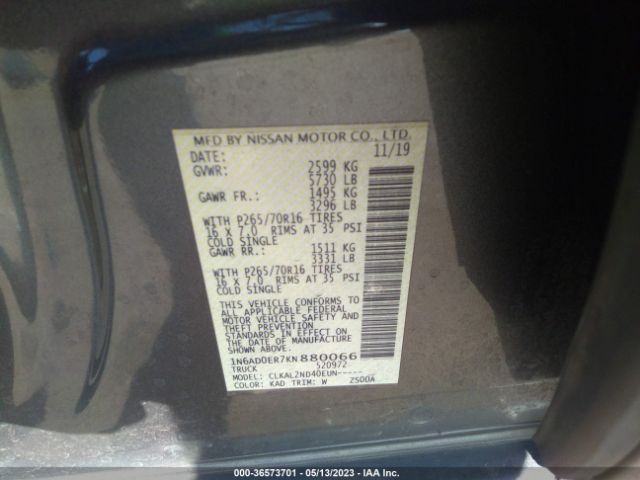 MFD BY NISSAN MOTOR CO., LTD.
DATE: 11/19
GVWR: 2599 KG
5730 LB
GAWR FR.: 1495 KG
3296 LB
WITH P265/70R16 TIRES
16 X 7.0 RIMS AT 35 PSI
COLD SINGLE
GAWR RR.: 1511 KG
3331 LB
WITH P265/70R16 TIRES
16 X 7.0 RIMS AT 35 PSI
COLD SINGLE
THIS VEHICLE CONFORMS TO
ALL APPLICABLE FEDERAL
MOTOR VEHICLE SAFETY AND
THEFT PREVENTION
STANDARDS IN EFFECT ON
THE DATE OF MANUFACTURE
SHOWN ABOVE.
1N6AD0ER7KN880066
TRUCK 520972
MODEL: CLKAL2ND40EUN-----
COLOR: KAD TRIM: W ZS00A
000-36573701 - 05/13/2023 - IAA Inc.